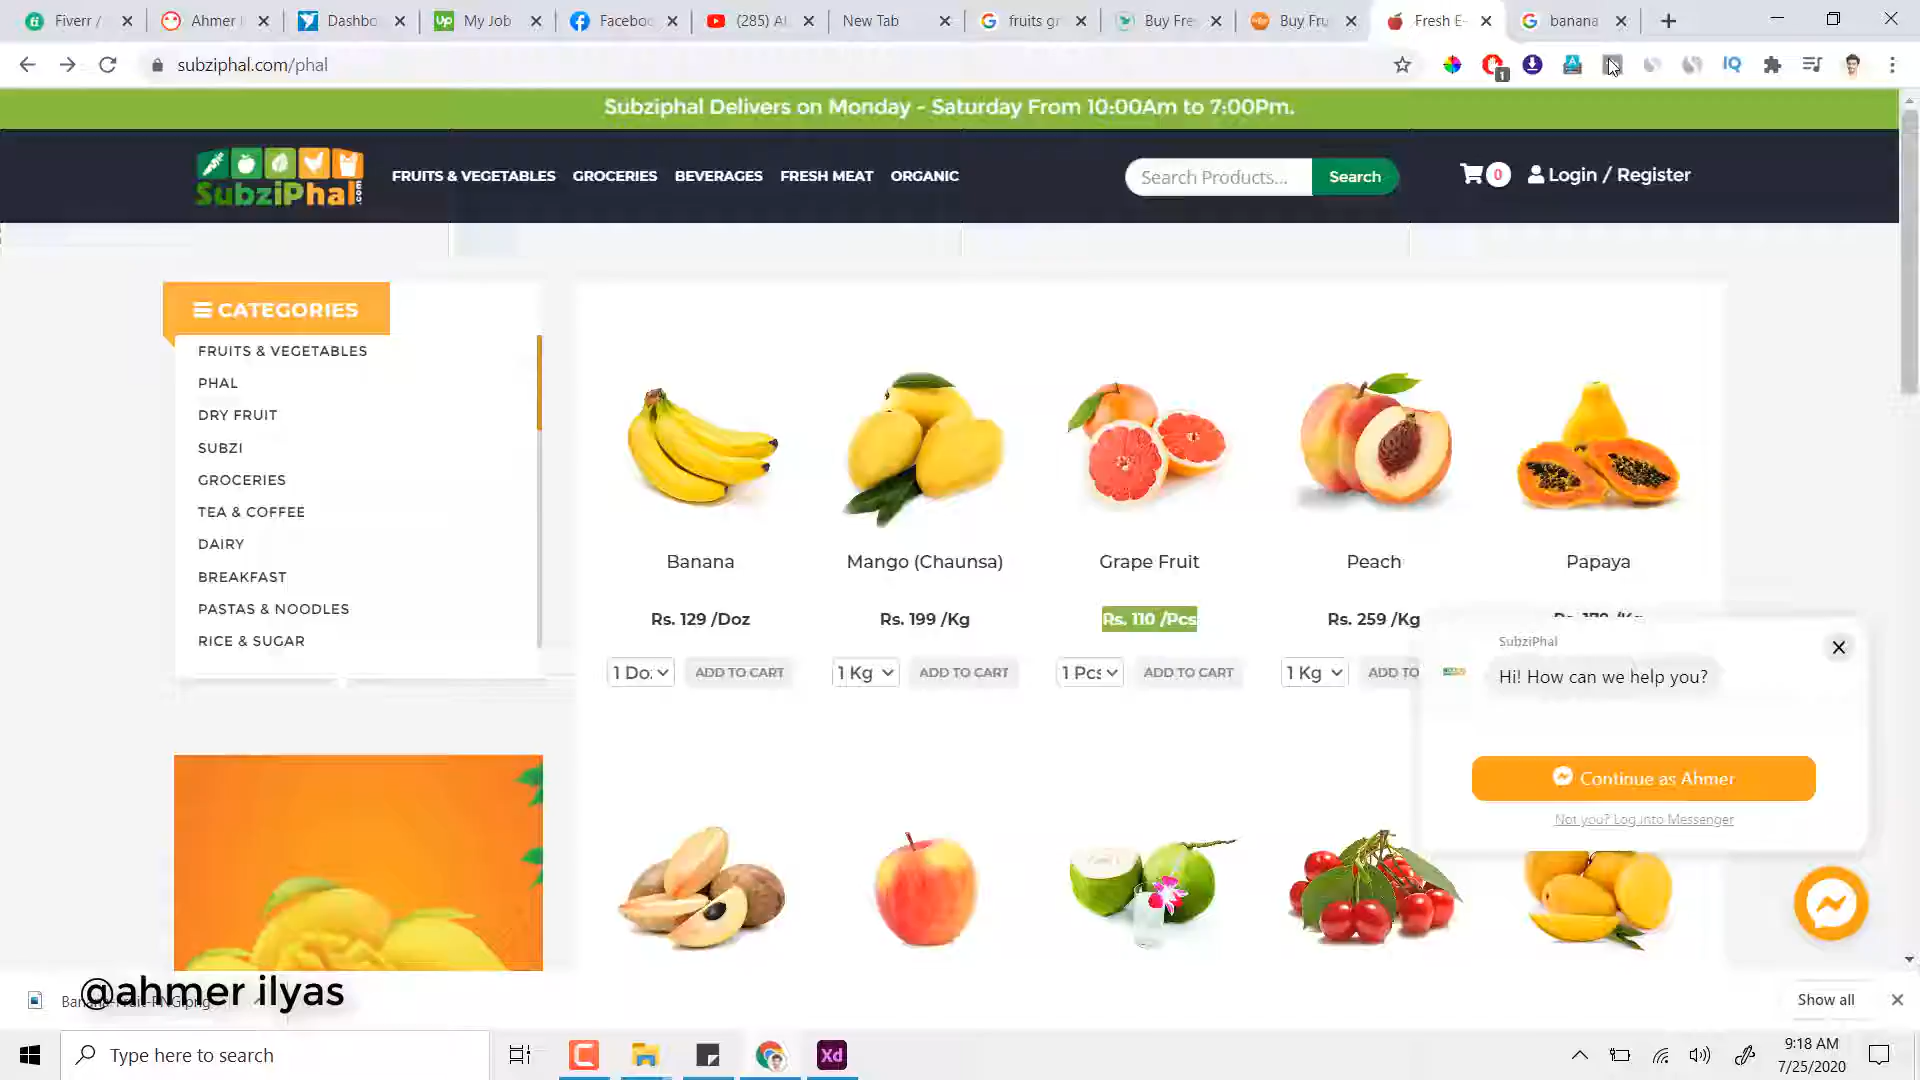 Fiverr /
Ahmer
Dashbo
Up
My Job
Faceboo
(285) A
New Tab
fruits gr
Buy Fre
Buy Fru
Fresh E-
banana
subziphal.com/phal
1
IQ
Subziphal Delivers on Monday - Saturday From 10:00Am to 7:00Pm.
SubziPhal.com
FRUITS & VEGETABLES
GROCERIES
BEVERAGES
FRESH MEAT
ORGANIC
Search Products...
Search
0
Login / Register
CATEGORIES
FRUITS & VEGETABLES
PHAL
DRY FRUIT
SUBZI
GROCERIES
TEA & COFFEE
DAIRY
BREAKFAST
PASTAS & NOODLES
RICE & SUGAR
Banana
Mango (Chaunsa)
Grape Fruit
Peach
Papaya
Rs. 129 /Doz
Rs. 199 /Kg
Rs. 110 /Pcs
Rs. 259 /Kg
1 Do:
ADD TO CART
1 Kg
ADD TO CART
1 Pcs
ADD TO CART
1 Kg
ADD TO
SubziPhal
Hi! How can we help you?
Continue as Ahmer
Not you? Log into Messenger
@ahmer ilyas
Show all
Type here to search
Xd
9:18 AM
7/25/2020